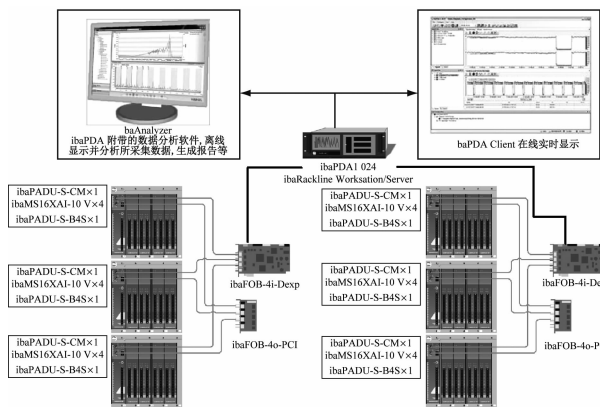 baAnalyzer
ibaPDA 附带的数据分析软件, 离线
显示并分析所采集数据, 生成报告等
baPDA Client 在线实时显示
ibaPDA1 024
ibaRackline Worksation/Server
ibaPADU-S-CM×1
ibaMS16XAI-10 V×4
ibaPADU-S-B4S×1
ibaPADU-S-CM×1
ibaMS16XAI-10 V×4
ibaPADU-S-B4S×1
ibaPADU-S-CM×1
ibaMS16XAI-10 V×4
ibaPADU-S-B4S×1
ibaFOB-4i-Dexp
ibaFOB-4o-PCI
ibaPADU-S-CM×1
ibaMS16XAI-10 V×4
ibaPADU-S-B4S×1
ibaPADU-S-CM×1
ibaMS16XAI-10 V×4
ibaPADU-S-B4S×1
ibaPADU-S-CM×1
ibaMS16XAI-10 V×4
ibaPADU-S-B4S×1
ibaFOB-4i-De
ibaFOB-4o-P